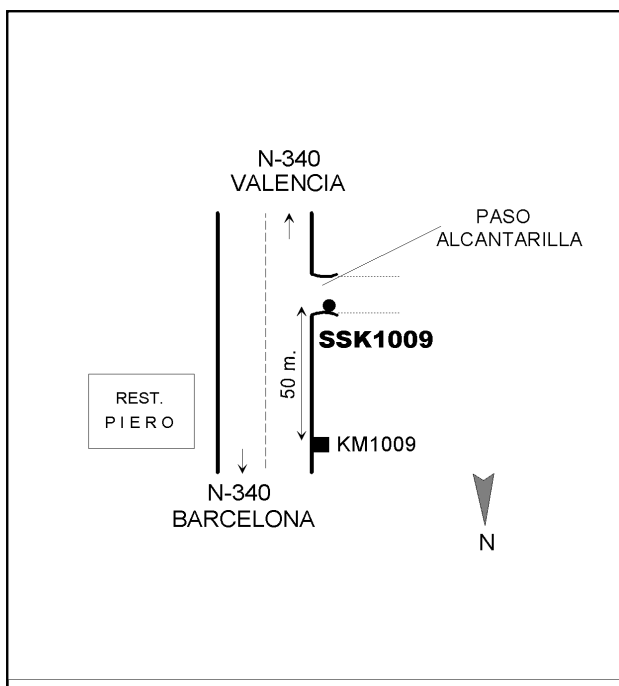 N-340
VALENCIA
PASO
ALCANTARILLA
SSK1009
50 m.
REST.
PIERO
KM1009
N-340
BARCELONA
N